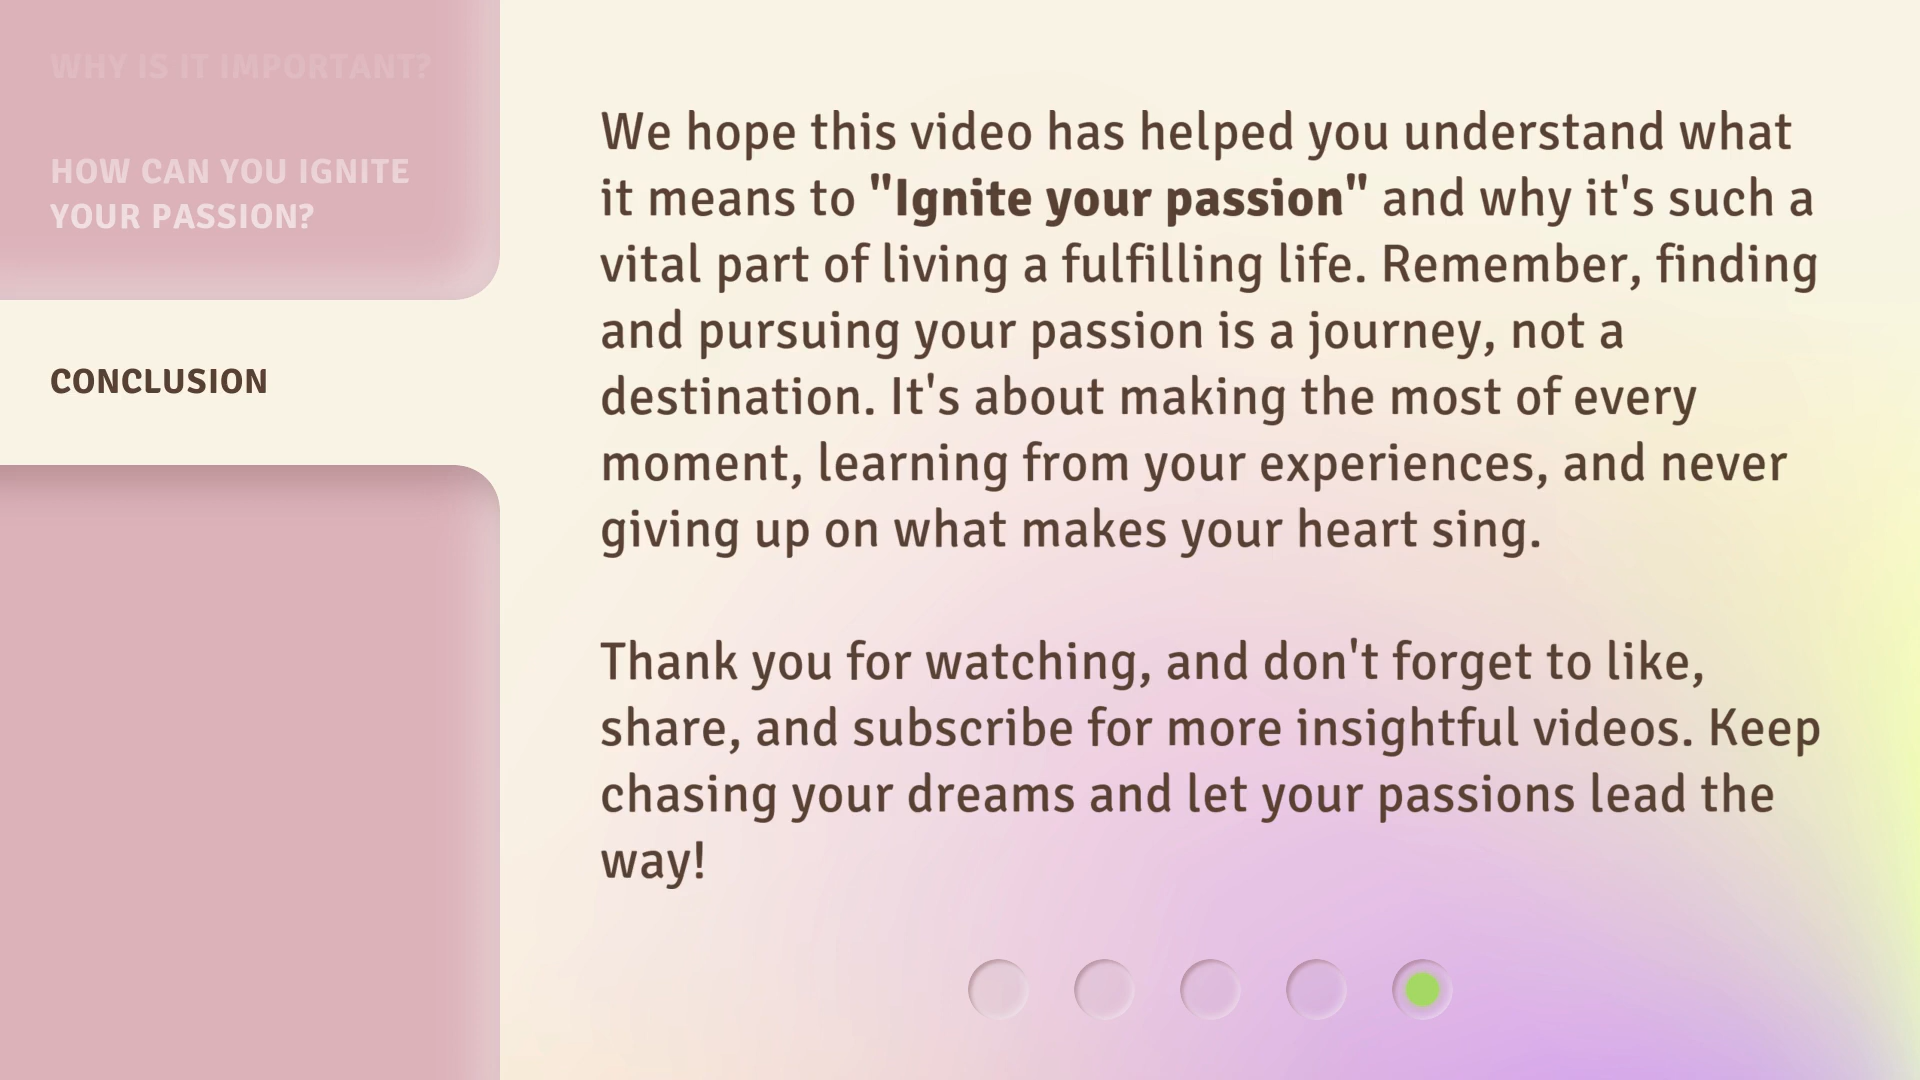 WHY IS IT IMPORTANT?
HOW CAN YOU IGNITE
YOUR PASSION?
CONCLUSION
We hope this video has helped you understand what
it means to "Ignite your passion" and why it's such a
vital part of living a fulfilling life. Remember, finding
and pursuing your passion is a journey, not a
destination. It's about making the most of every
moment, learning from your experiences, and never
giving up on what makes your heart sing.
Thank you for watching, and don't forget to like,
share, and subscribe for more insightful videos. Keep
chasing your dreams and let your passions lead the
way!